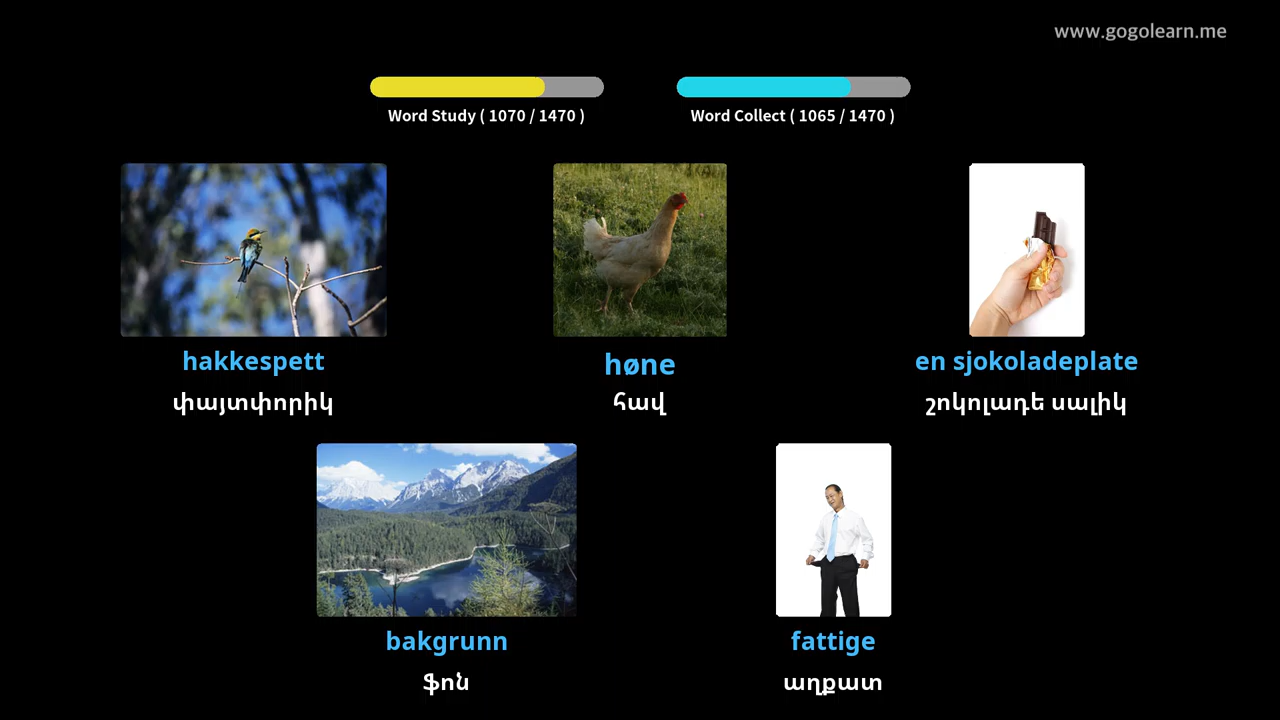 www.gogolearn.me
Word Study ( 1070 / 1470 )
Word Collect ( 1065 / 1470 )
hakkespett
høne
en sjokoladeplate
փայտփորիկ
հավ
շոկոլադե սալիկ
bakgrunn
fattige
ֆոն
աղքատ